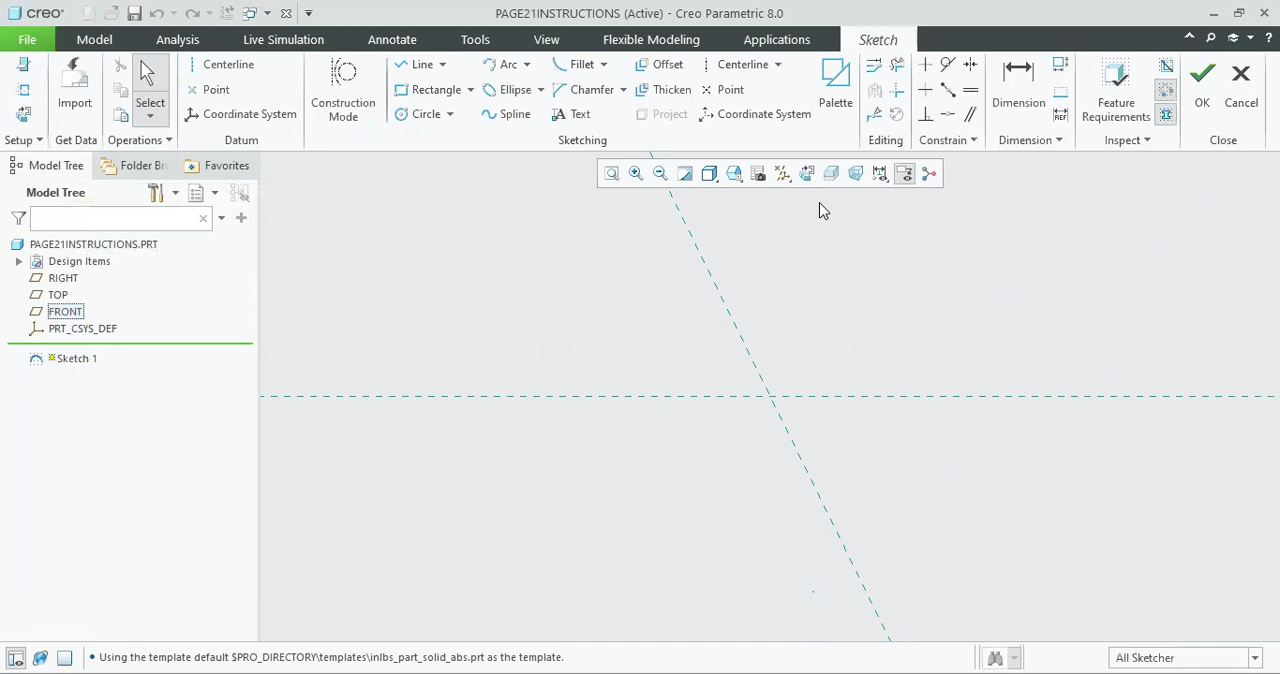 creo
PAGE21INSTRUCTIONS (Active) - Creo Parametric 8.0
File Model Analysis Live Simulation Annotate Tools View Flexible Modeling Applications Sketch
Centerline Line Arc Fillet Offset Centerline
Point Rectangle Ellipse Chamfer Thicken Point
Import Select Coordinate System Construction Mode Circle Spline Text Project Coordinate System Palette Dimension REF Feature Requirements OK Cancel
Setup Get Data Operations Datum Sketching Editing Constrain Dimension Inspect Close
Model Tree Folder Br Favorites
Model Tree
PAGE21INSTRUCTIONS.PRT
Design Items
RIGHT
TOP
FRONT
PRT_CSYS_DEF
Sketch 1
Using the template default $PRO_DIRECTORY\templates\inlbs_part_solid_abs.prt as the template.
All Sketcher